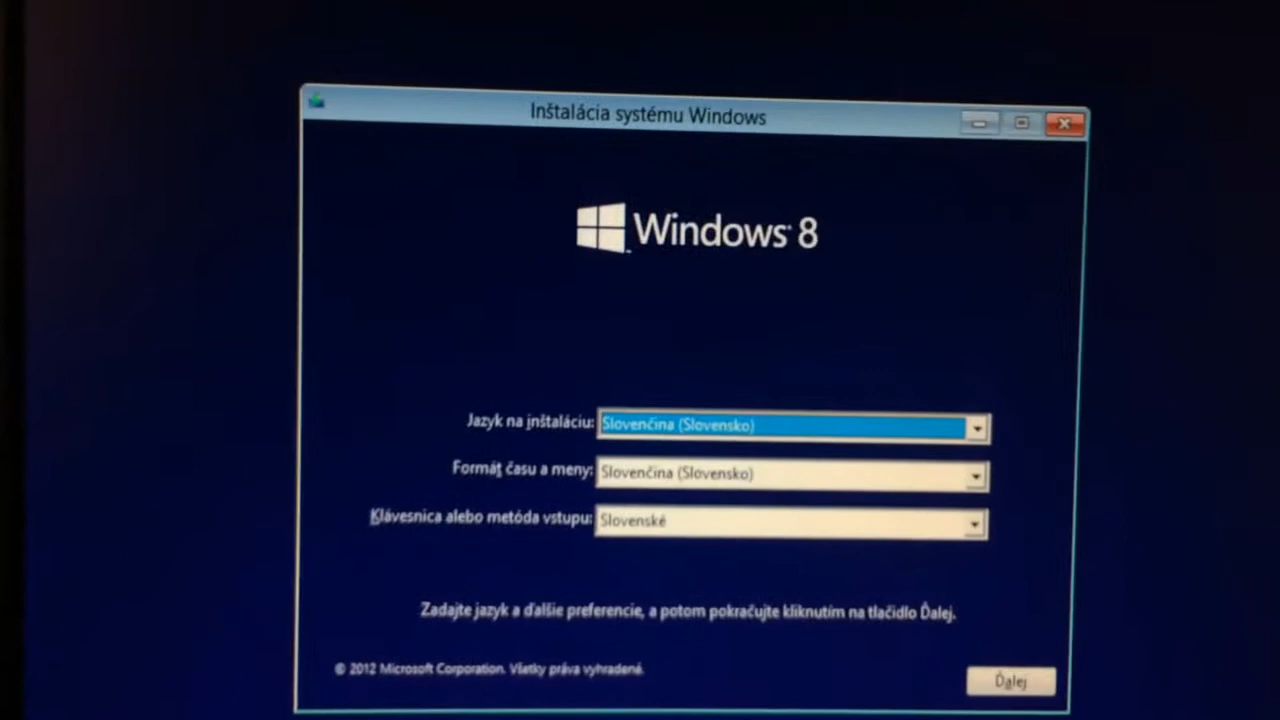 Inštalácia systému Windows
Windows 8
Jazyk na inštaláciu: Slovenčina (Slovensko)
Formát času a meny: Slovenčina (Slovensko)
Klávesnica alebo metóda vstupu: Slovenské
Zadajte jazyk a ďalšie preferencie, a potom pokračujte kliknutím na tlačidlo Ďalej.
© 2012 Microsoft Corporation. Všetky práva vyhradené.
Ďalej